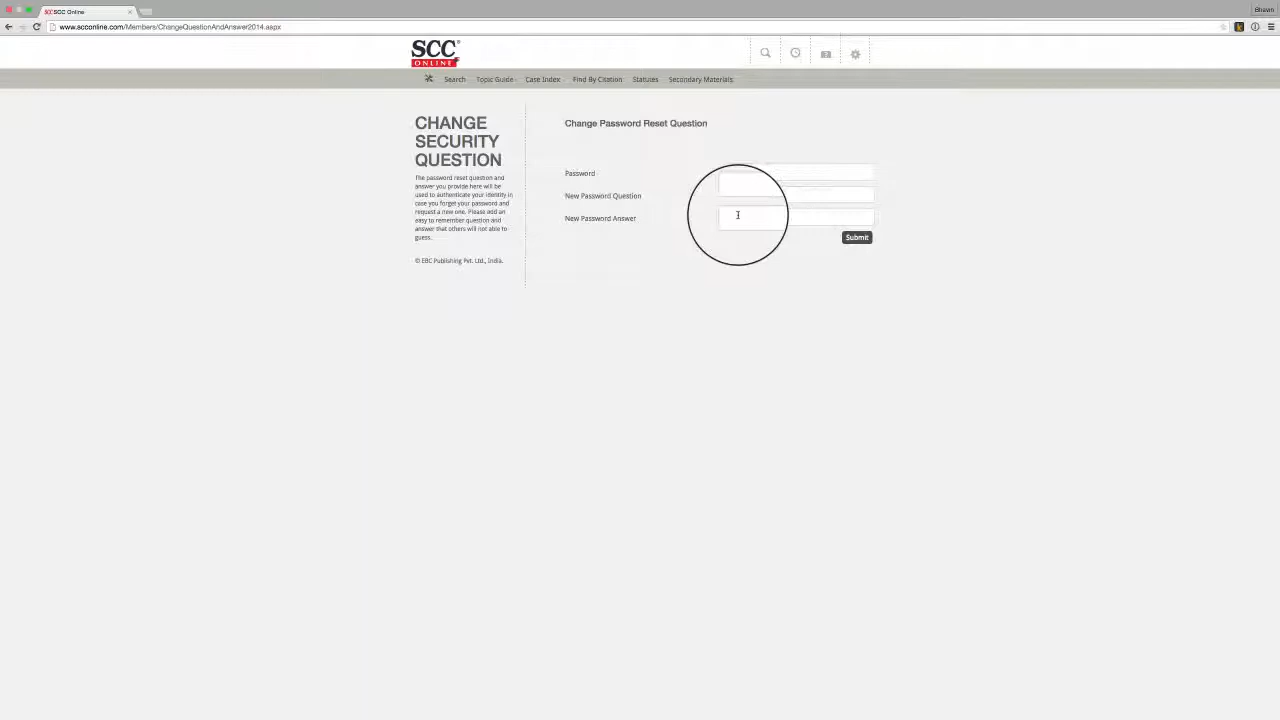 SCC Online
Bhawn
www.scconline.com/Members/ChangeQuestionAndAnswer2014.aspx
SCC®
ONLINE
Search Topic Guide Case Index Find By Citation Statutes Secondary Materials
CHANGE
SECURITY
QUESTION
The password reset question and
answer you provide here will be
used to authenticate your identity in
case you forget your password and
request a new one. Please add an
easy to remember question and
answer that others will not able to
guess.
© EBC Publishing Pvt. Ltd., India.
Change Password Reset Question
Password
New Password Question
New Password Answer
Submit